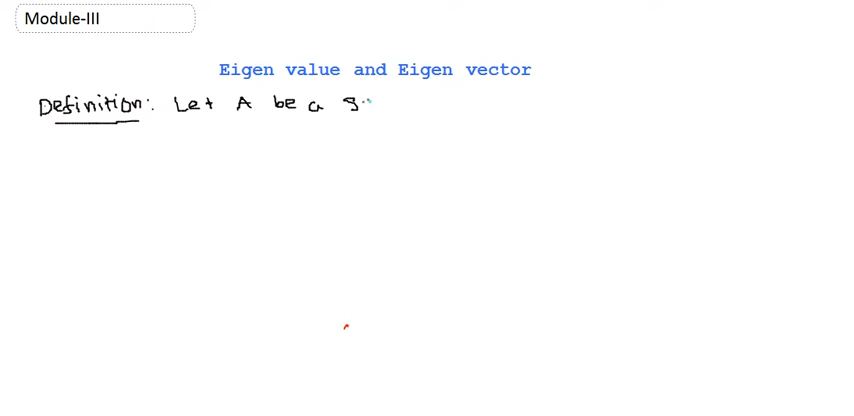 Module-III
Eigen value and Eigen vector
Definition: Let A be a